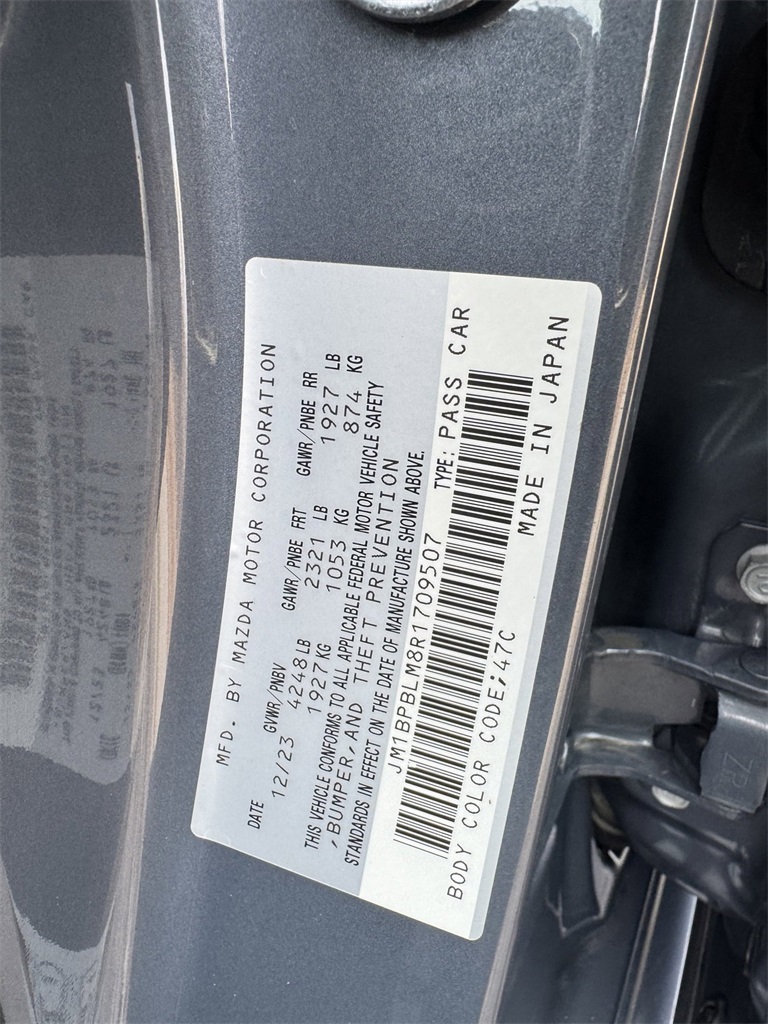 MFD. BY MAZDA MOTOR CORPORATION
DATE GVWR/PNBV GAWR/PNBE FRT GAWR/PNBE RR
12/23 4248LB 2321 LB 1927 LB
1927KG 1053 KG 874 KG
THIS VEHICLE CONFORMS TO ALL APPLICABLE FEDERAL MOTOR VEHICLE SAFETY
,BUMPER,AND THEFT PREVENTION
STANDARDS IN EFFECT ON THE DATE OF MANUFACTURE SHOWN ABOVE.
JM1BPBLM8R1709507 TYPE: PASS CAR
BODY COLOR CODE;47C MADE IN JAPAN